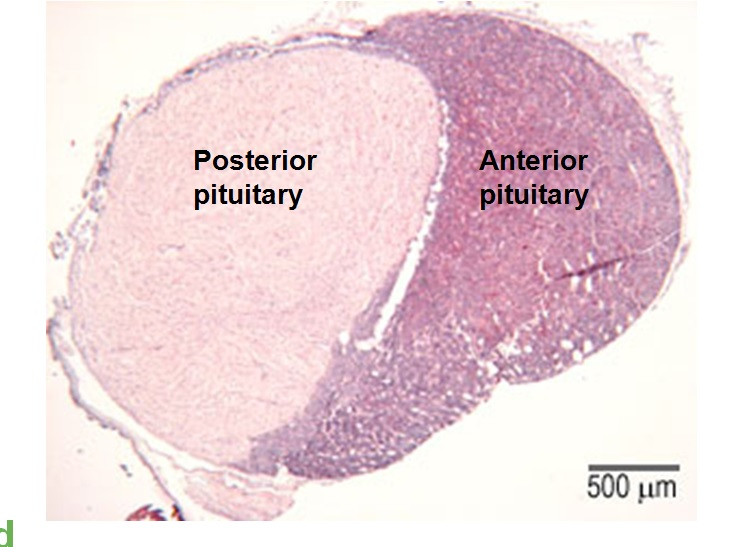 Posterior
pituitary
Anterior
pituitary
500 µm
d